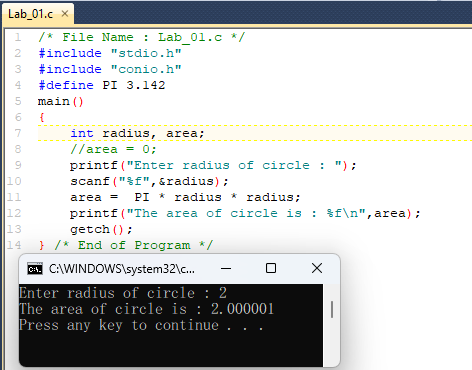 Lab_01.c ×
1 /* File Name : Lab_01.c */
2 #include "stdio.h"
3 #include "conio.h"
4 #define PI 3.142
5 main()
6 {
7 int radius, area;
8 //area = 0;
9 printf("Enter radius of circle : ");
10 scanf("%f",&radius);
11 area =  PI * radius * radius;
12 printf("The area of circle is : %f\n",area);
13 getch();
14 } /* End of Program */
C:\WINDOWS\system32\c...
Enter radius of circle : 2
The area of circle is : 2.000001
Press any key to continue . . .